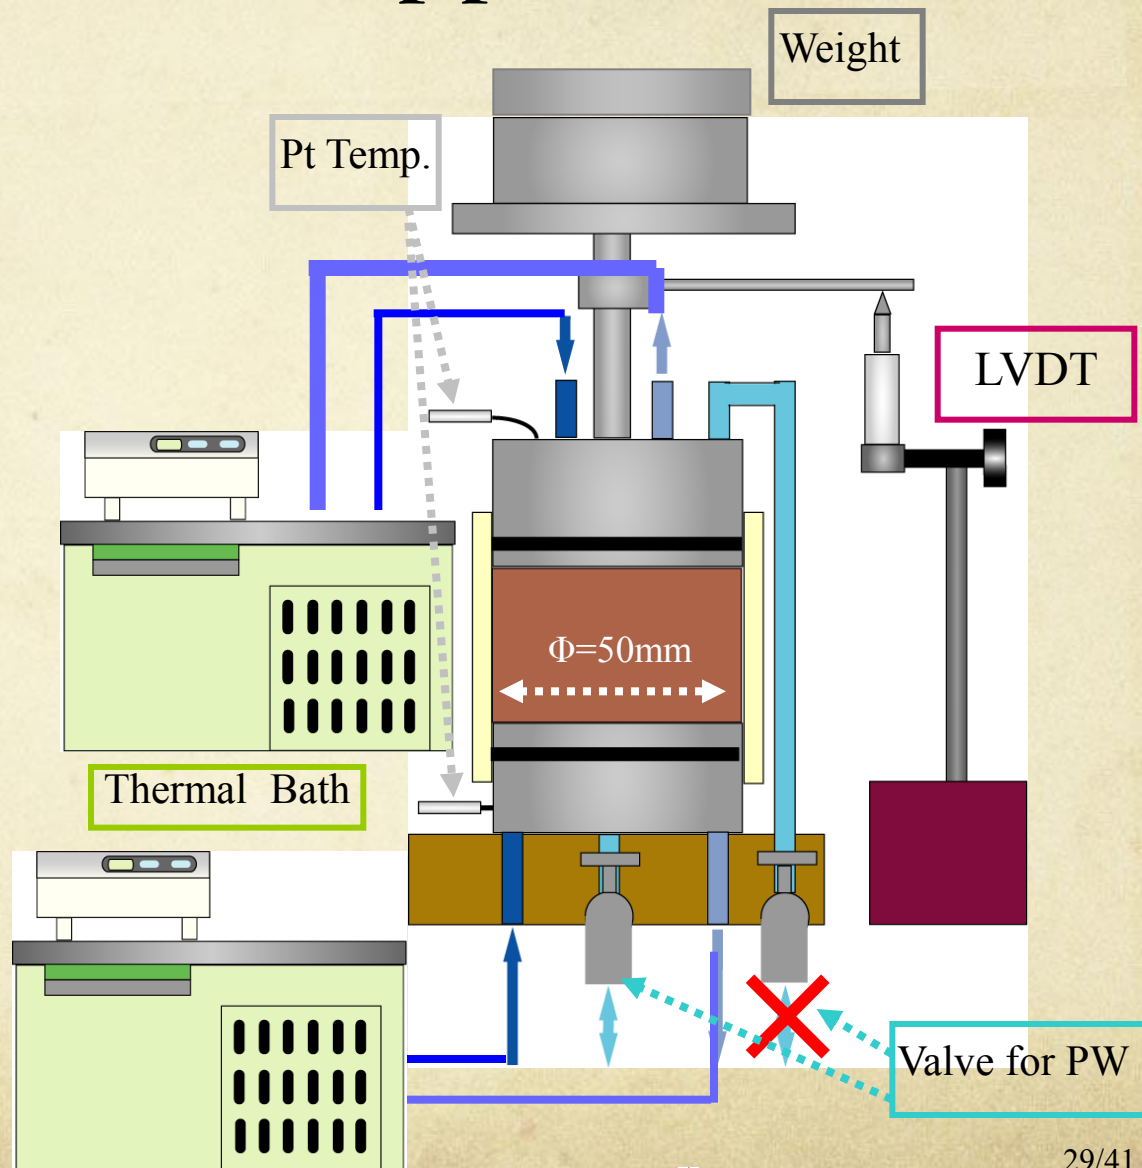 Weight
Pt Temp.
LVDT
Φ=50mm
Thermal Bath
Valve for PW
29/41